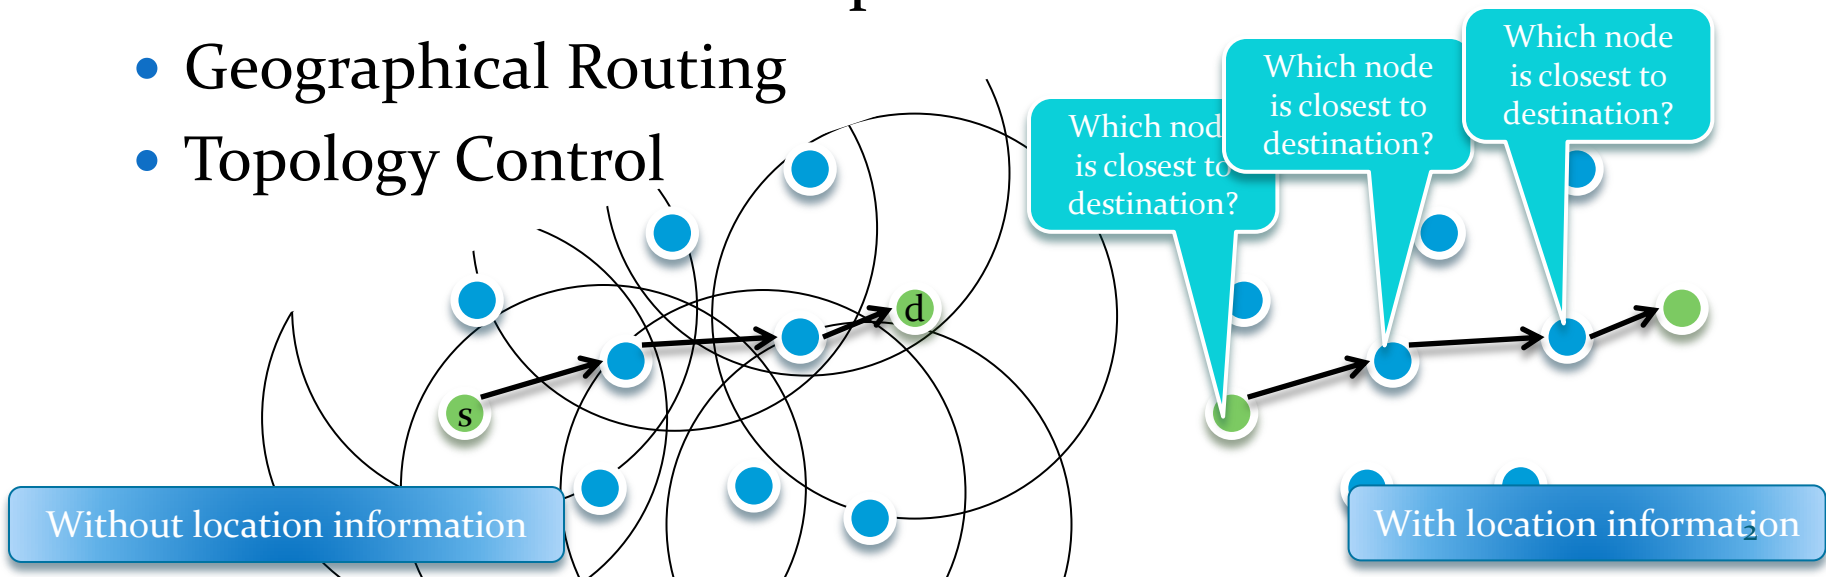 • Geographical Routing
• Topology Control
Which nod
is closest to
destination?
Which node
is closest to
destination?
Which node
is closest to
destination?
d
s
Without location information
With location information
2